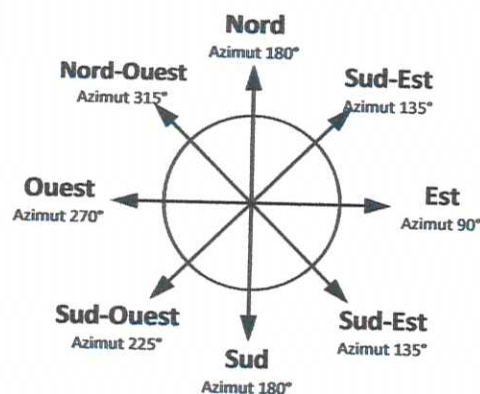 Nord
Azimut 180°
Nord-Ouest
Azimut 315°
Sud-Est
Azimut 135°
Ouest
Azimut 270°
Est
Azimut 90°
Sud-Ouest
Azimut 225°
Sud-Est
Azimut 135°
Sud
Azimut 180°